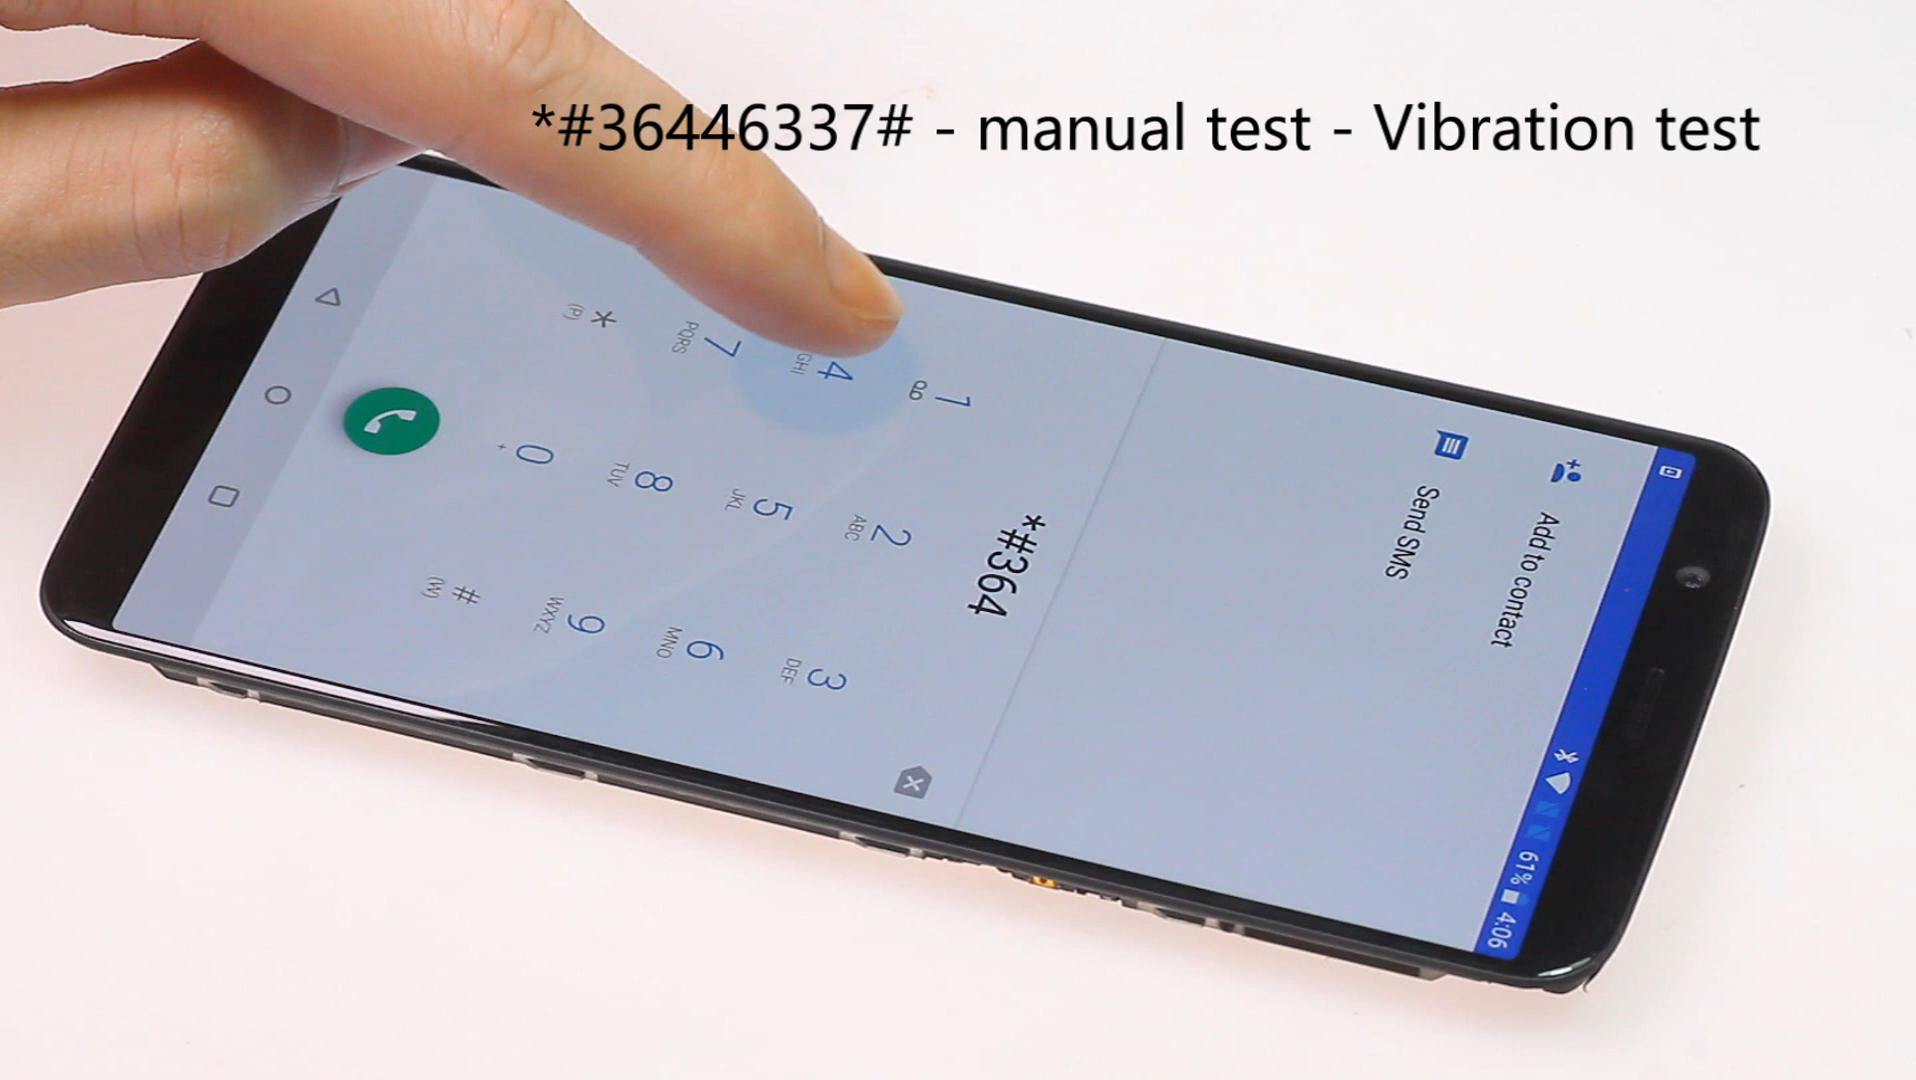 *#36446337# - manual test - Vibration test
61% 4:06
Add to contact
Send SMS
*#364
1
2 ABC
3 DEF
4 GHI
5 JKL
6 MNO
7 PQRS
8 TUV
9 WXYZ
* (P)
0 +
# (W)